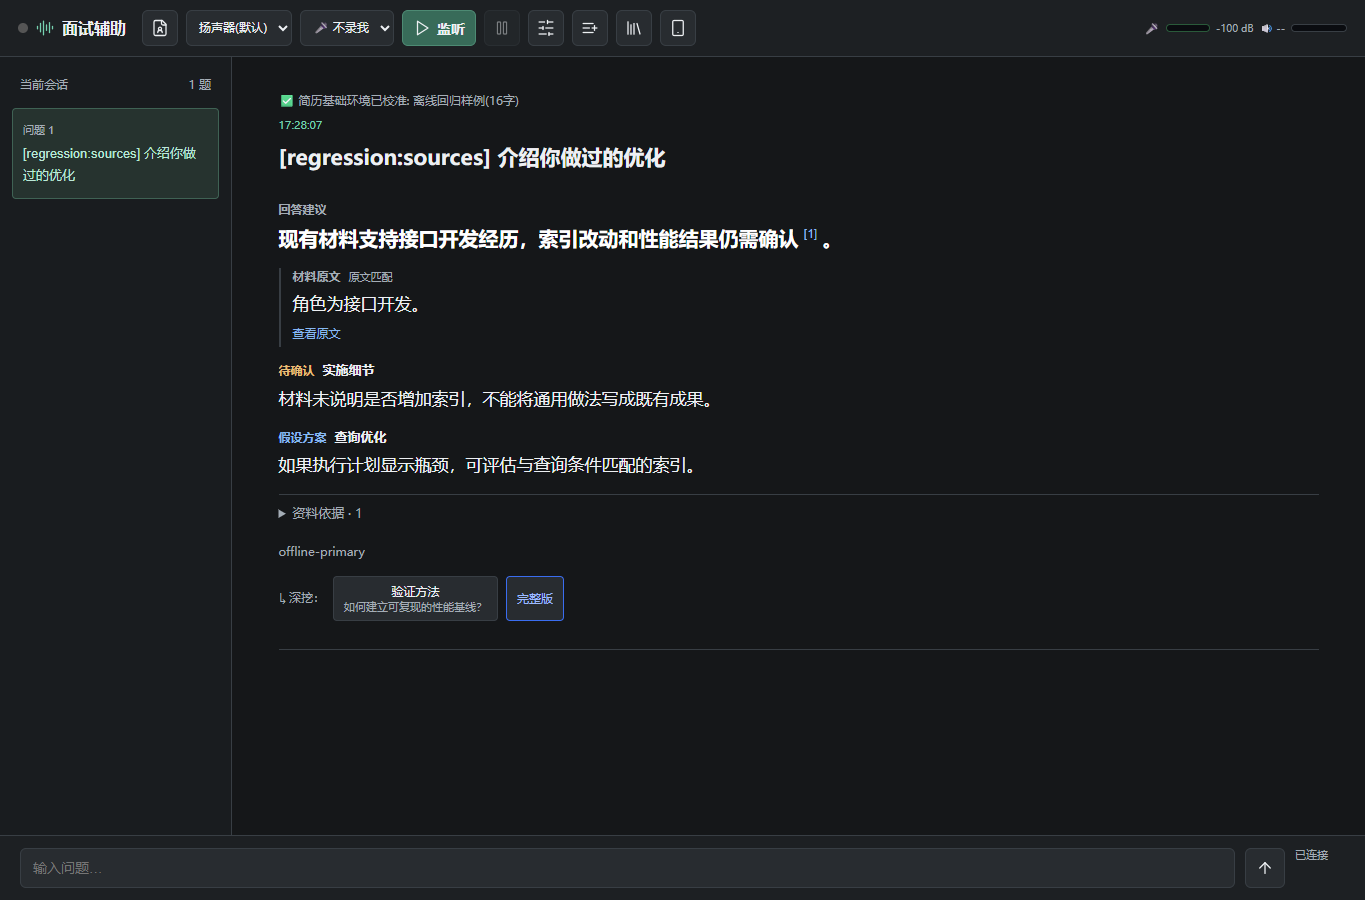 面试辅助
扬声器(默认)
不录我
监听
-100 dB
--
当前会话
1 题
问题 1
[regression:sources] 介绍你做
过的优化
简历基础环境已校准: 离线回归样例(16字)
17:28:07
[regression:sources] 介绍你做过的优化
回答建议
现有材料支持接口开发经历，索引改动和性能结果仍需确认 [1] 。
材料原文 原文匹配
角色为接口开发。
查看原文
待确认 实施细节
材料未说明是否增加索引，不能将通用做法写成既有成果。
假设方案 查询优化
如果执行计划显示瓶颈，可评估与查询条件匹配的索引。
资料依据 · 1
offline-primary
↳ 深挖:
验证方法
如何建立可复现的性能基线?
完整版
输入问题...
已连接